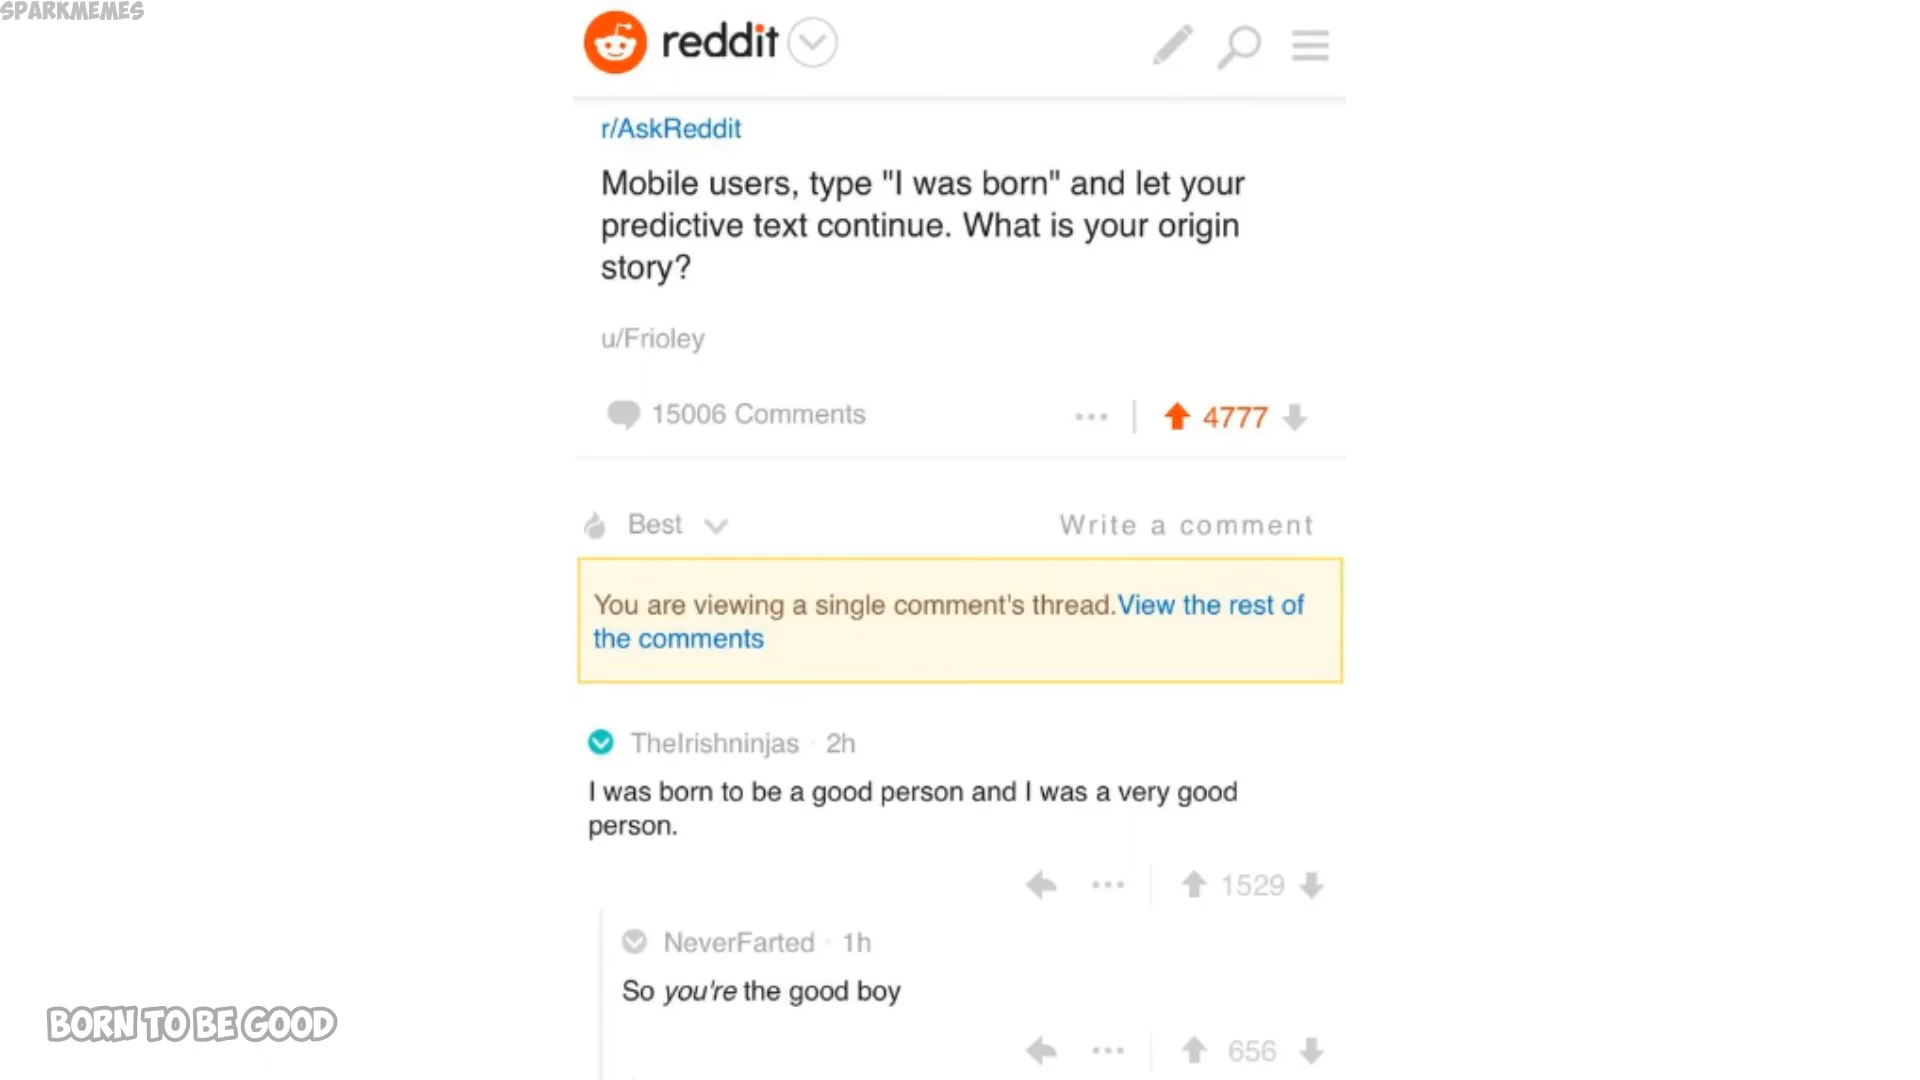 SPARKMEMES
reddit
r/AskReddit
Mobile users, type "I was born" and let your
predictive text continue. What is your origin
story?
u/Frioley
15006 Comments
4777
Best
Write a comment
You are viewing a single comment's thread.View the rest of
the comments
TheIrishninjas · 2h
I was born to be a good person and I was a very good
person.
1529
NeverFarted · 1h
So you're the good boy
656
BORN TO BE GOOD